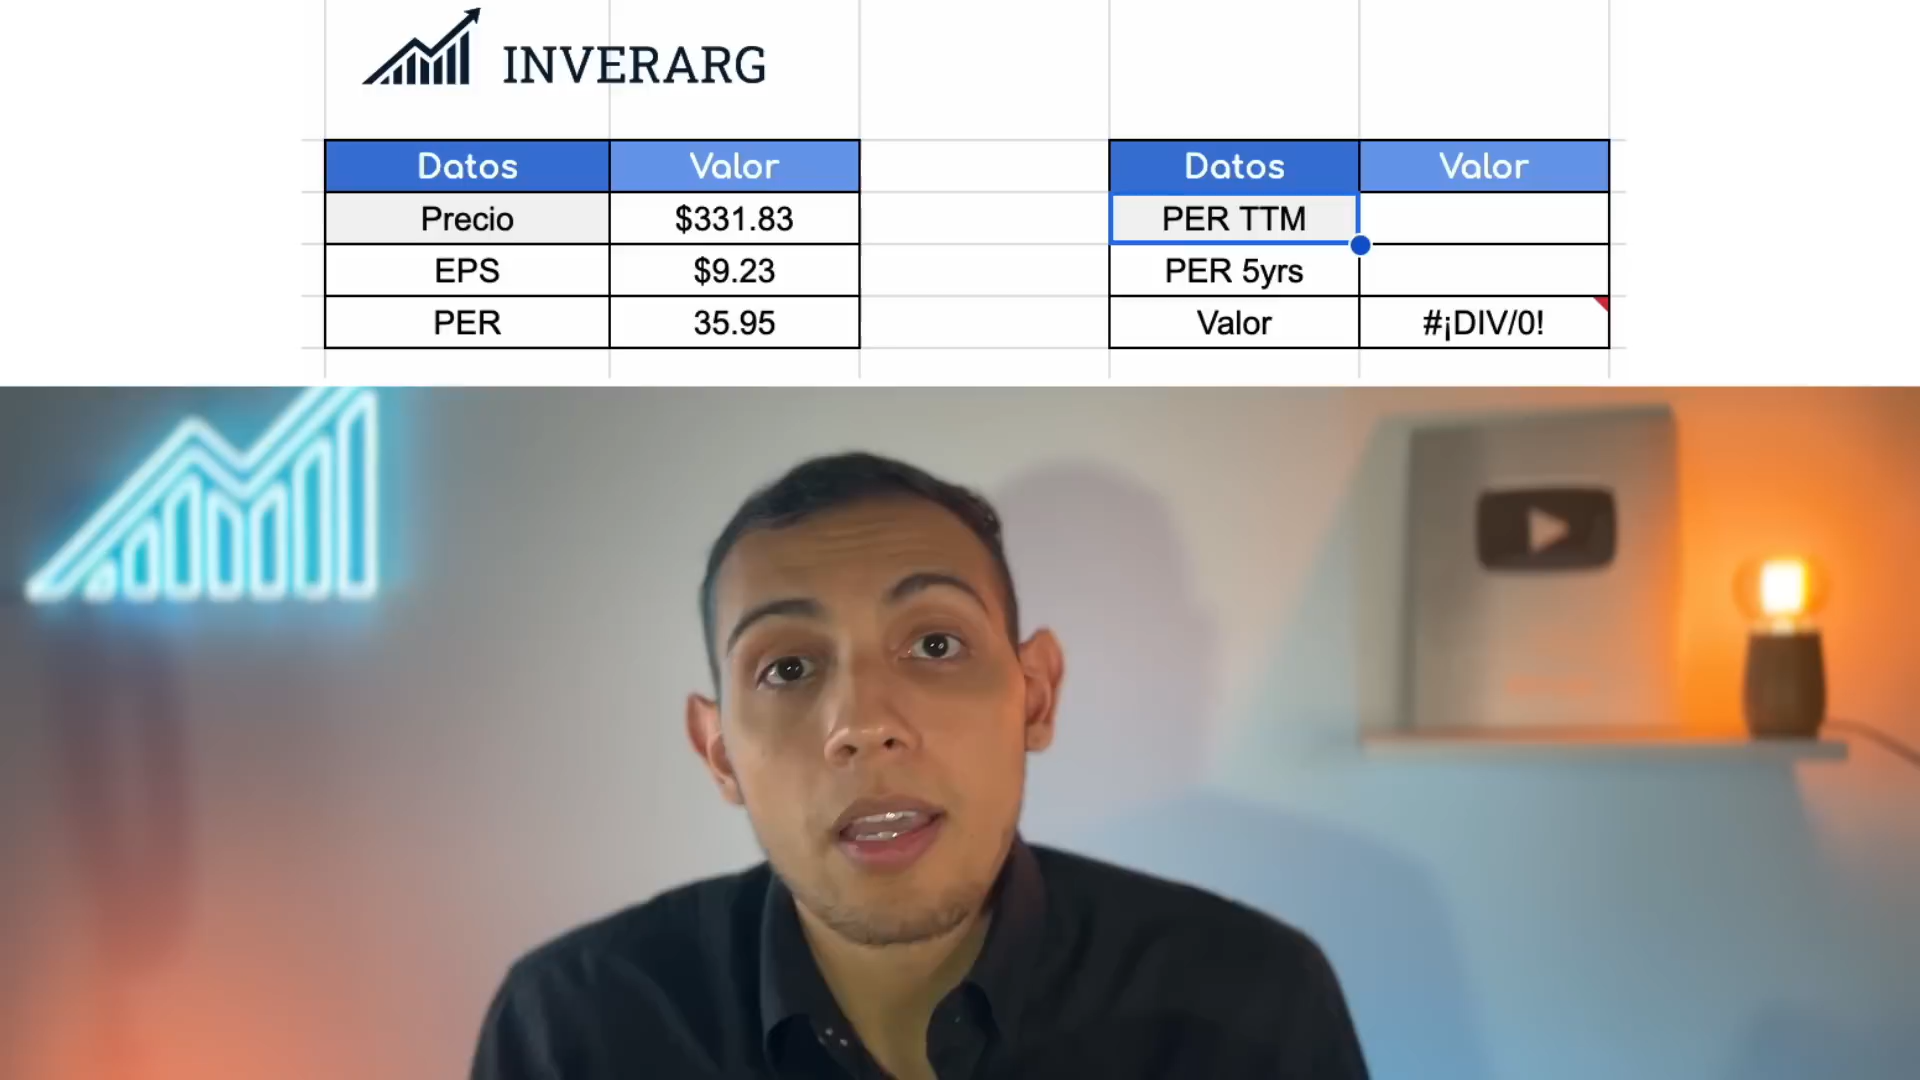 INVERARG
Datos Valor
Precio $331.83
EPS $9.23
PER 35.95
Datos Valor
PER TTM
PER 5yrs
Valor #¡DIV/0!